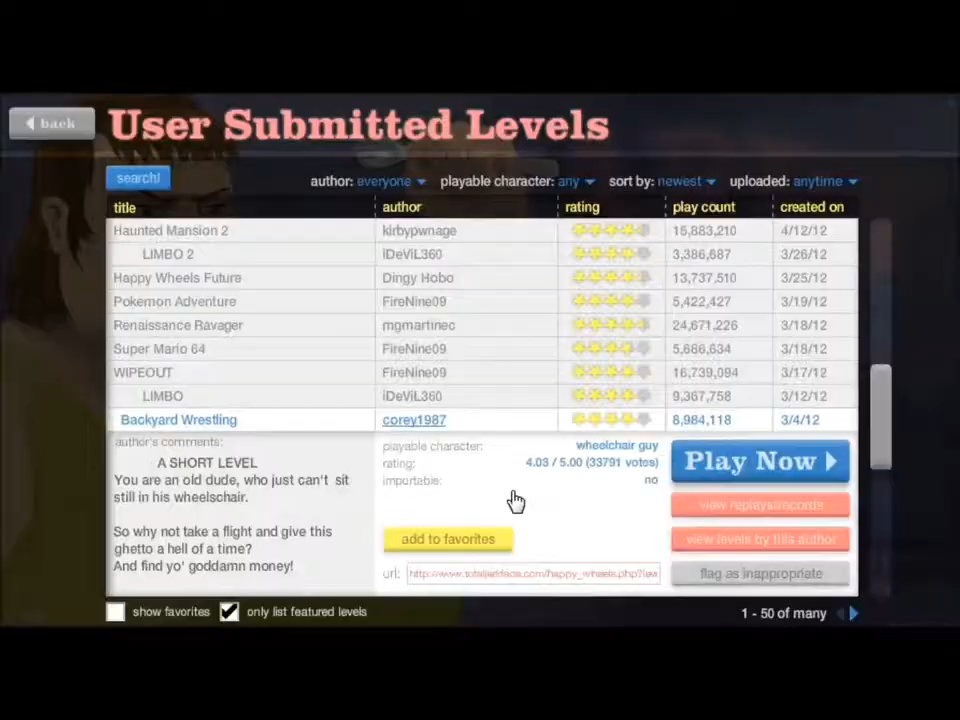 back
User Submitted Levels
search!
author: everyone playable character: any sort by: newest uploaded: anytime
title author rating play count created on
Haunted Mansion 2 kirbypwnage 15,883,210 4/12/12
LIMBO 2 iDeViL360 3,386,687 3/26/12
Happy Wheels Future Dingy Hobo 13,737,510 3/25/12
Pokemon Adventure FireNine09 5,422,427 3/19/12
Renaissance Ravager mgmartinec 24,671,226 3/18/12
Super Mario 64 FireNine09 5,686,634 3/18/12
WIPEOUT FireNine09 16,739,094 3/17/12
LIMBO iDeViL360 9,367,758 3/12/12
Backyard Wrestling corey1987 8,984,118 3/4/12
author's comments:
A SHORT LEVEL
You are an old dude, who just can't sit
still in his wheelschair.
So why not take a flight and give this
ghetto a hell of a time?
And find yo' goddamn money!
playable character: wheelchair guy
rating: 4.03 / 5.00 (33791 votes)
importable: no
add to favorites
url: http://www.totaljerkface.com/happy_wheels.php?lev
Play Now
view replays/records
view levels by this author
flag as inappropriate
show favorites only list featured levels 1 - 50 of many